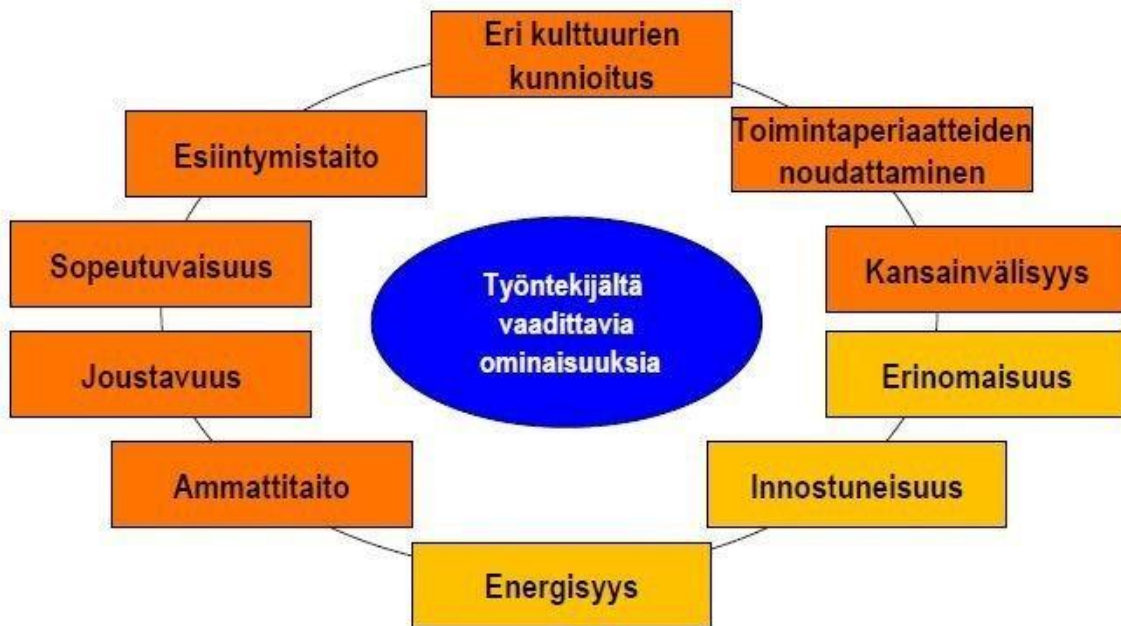 Eri kulttuurien
kunnioitus
Toimintaperiaatteiden
noudattaminen
Esiintymistaito
Sopeutuvaisuus
Kansainvälisyys
Työntekijältä
vaadittavia
ominaisuuksia
Joustavuus
Erinomaisuus
Ammattitaito
Innostuneisuus
Energisyys